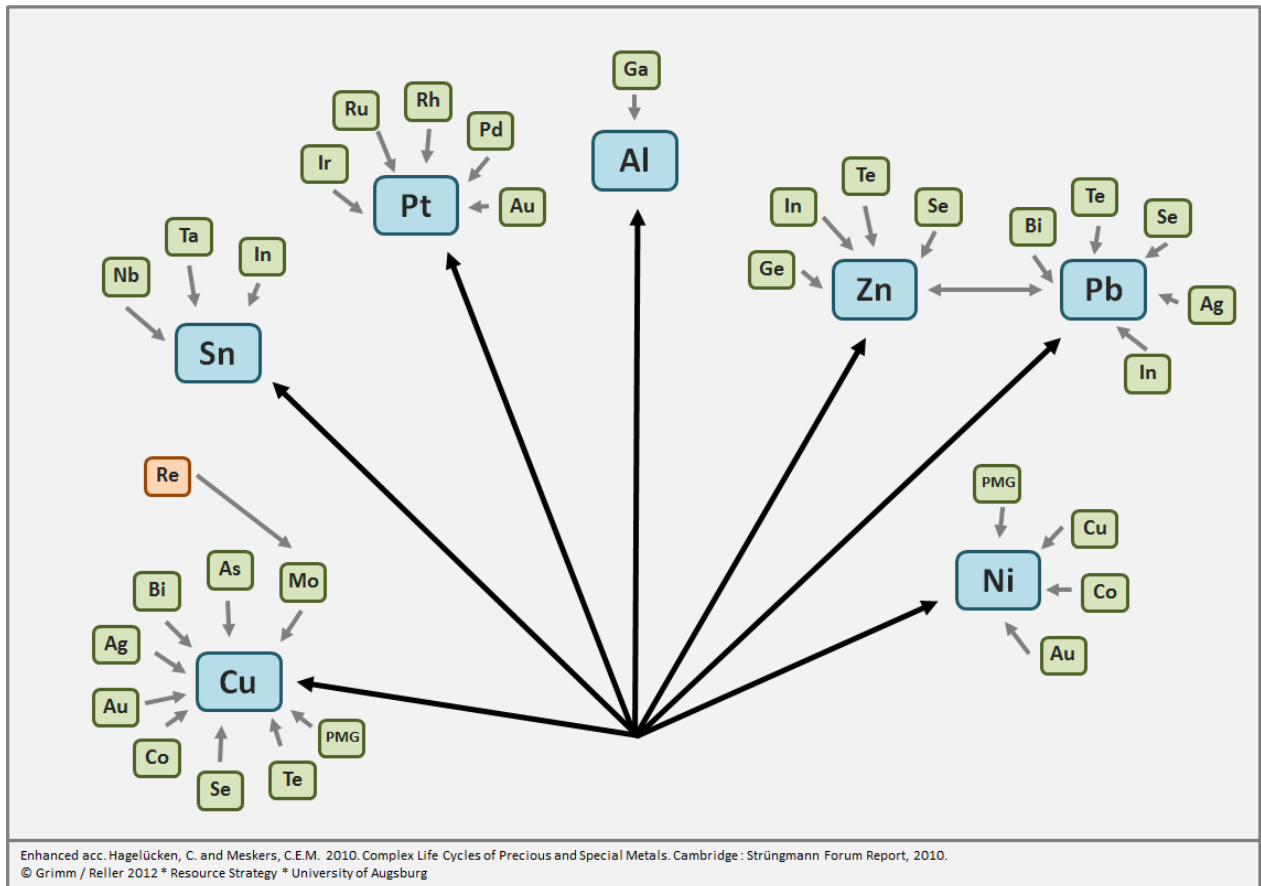 Ga
Al
Ru
Rh
Pd
Ir
Au
Pt
Ta
In
Nb
Sn
In
Te
Se
Ge
Zn
Bi
Te
Se
Ag
In
Pb
Re
As
Mo
Bi
Ag
Au
Co
Se
Te
PMG
Cu
PMG
Cu
Co
Au
Ni
Enhanced acc. Hagelücken, C. and Meskers, C.E.M. 2010. Complex Life Cycles of Precious and Special Metals. Cambridge: Strüngmann Forum Report, 2010.
© Grimm / Reller 2012 * Resource Strategy * University of Augsburg